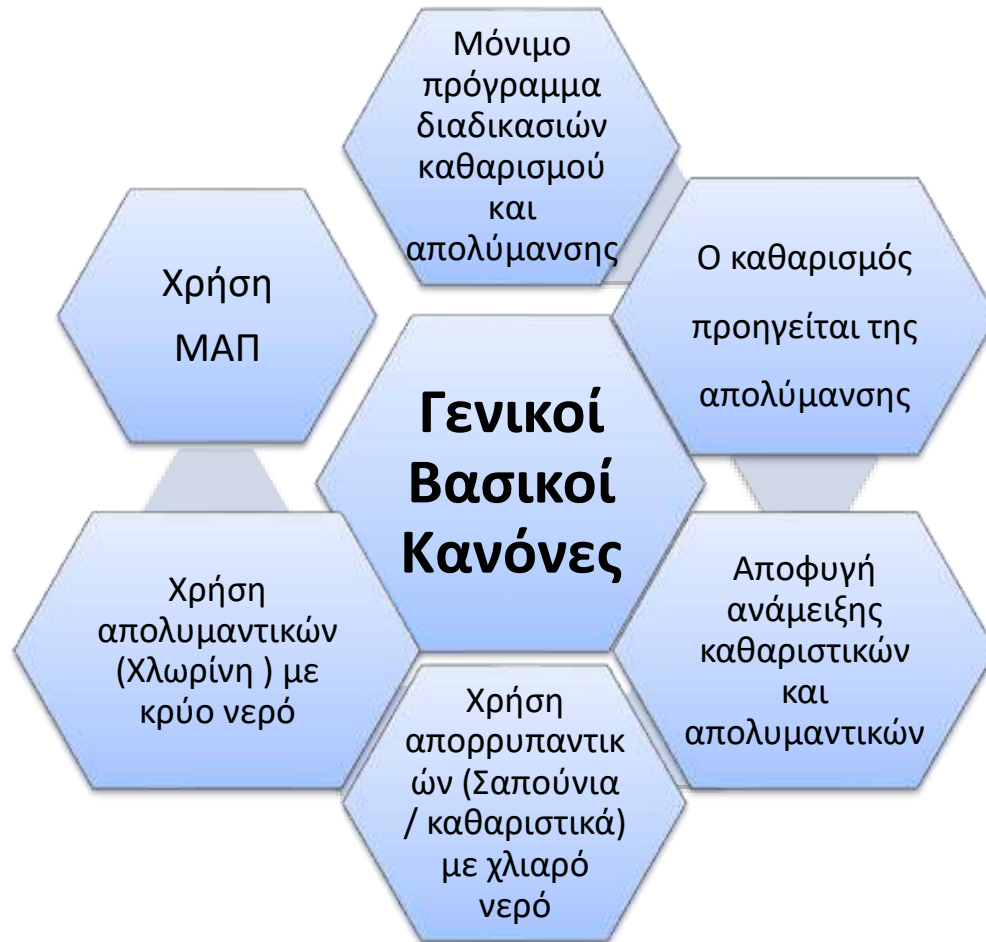 Μόνιμο
πρόγραμμα
διαδικασιών
καθαρισμού
και
απολύμανσης
Ο καθαρισμός
προηγείται της
απολύμανσης
Αποφυγή
ανάμειξης
καθαριστικών
και
απολυμαντικών
Χρήση
απορρυπαντικ
ών (Σαπούνια
/ καθαριστικά)
με χλιαρό
νερό
Χρήση
απολυμαντικών
(Χλωρίνη ) με
κρύο νερό
Χρήση
ΜΑΠ
Γενικοί
Βασικοί
Κανόνες